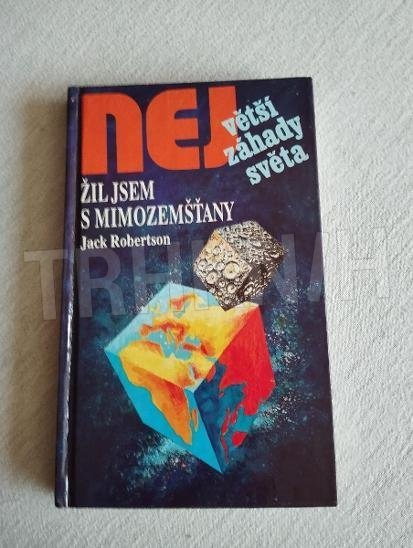 NEJ
větší
záhady
světa
ŽIL JSEM
S MIMOZEMŠŤANY
Jack Robertson